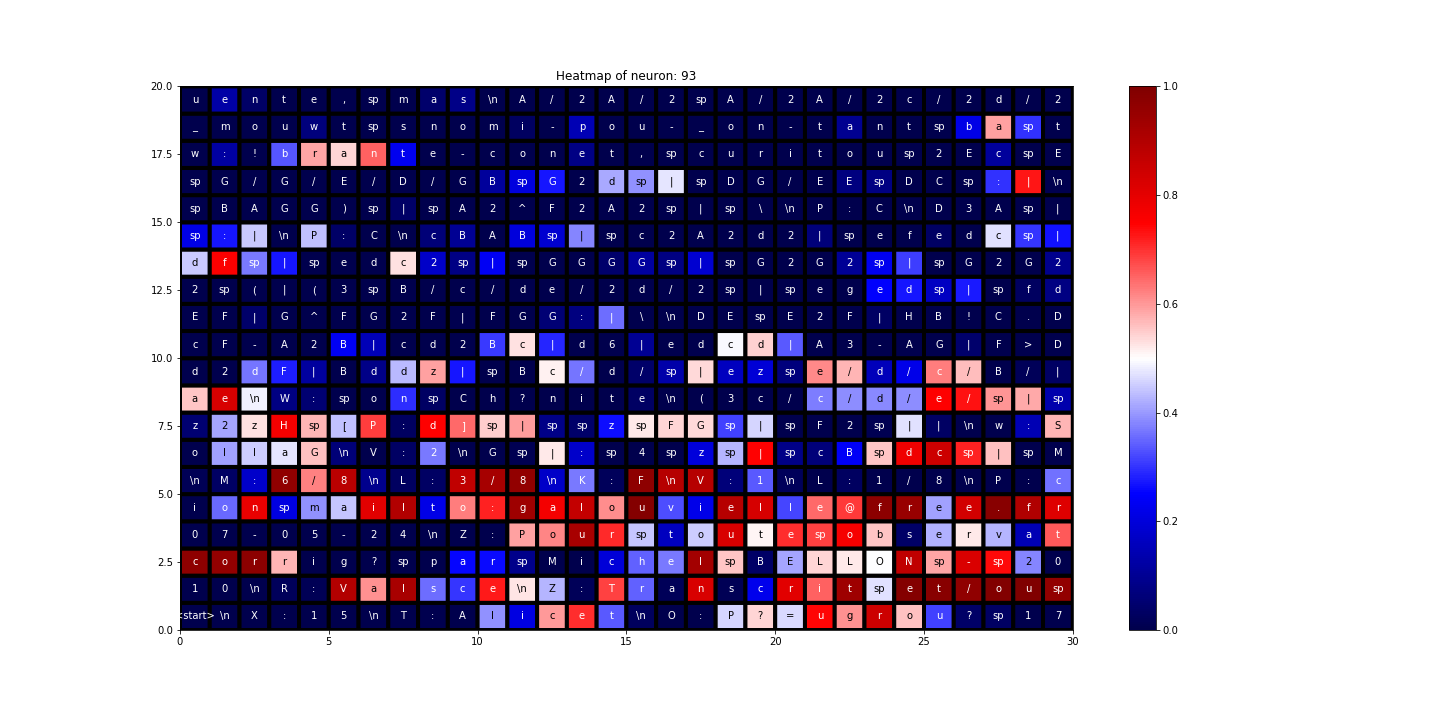 Heatmap of neuron: 93
20.0 u e n t e , sp m a s \n A / 2 A / 2 sp A / 2 A / 2 c / 2 d / 2 1.0
_ m o u w t sp s n o m i - p o u - _ o n - t a n t sp b a sp t
17.5 w : ! b r a n t e - c o n e t , sp c u r i t o u sp 2 E c sp E
sp G / G / E / D / G B sp G 2 d sp | sp D G / E E sp D C sp : | \n 0.8
15.0 sp B A G G ) sp | sp A 2 ^ F 2 A 2 sp | sp \ \n P : C \n D 3 A sp |
sp : | \n P : C \n c B A B sp | sp c 2 A 2 d 2 | sp e f e d c sp |
d f sp | sp e d c 2 sp | sp G G G G sp | sp G 2 G 2 sp | sp G 2 G 2
12.5 2 sp ( | ( 3 sp B / c / d e / 2 d / 2 sp | sp e g e d sp | sp f d 0.6
E F | G ^ F G 2 F | F G G : | \ \n D E sp E 2 F | H B ! C . D
10.0 c F - A 2 B | c d 2 B c | d 6 | e d c d | A 3 - A G | F > D
d 2 d F | B d d z | sp B c / d / sp | e z sp e / d / c / B / |
a e \n W : sp o n sp C h ? n i t e \n ( 3 c / c / d / e / sp | sp 0.4
7.5 z 2 z H sp [ P : d ] sp | sp sp z sp F G sp | sp F 2 sp | | \n w : S
o l l a G \n V : 2 \n G sp | : sp 4 sp z sp | sp c B sp d c sp | sp M
5.0 \n M : 6 / 8 \n L : 3 / 8 \n K : F \n V : 1 \n L : 1 / 8 \n P : c
i o n sp m a i l t o : g a l o u v i e l l e @ f r e e . f r 0.2
0 7 - 0 5 - 2 4 \n Z : P o u r sp t o u t e sp o b s e r v a t
2.5 c o r r i g ? sp p a r sp M i c h e l sp B E L L O N sp - sp 2 0
1 0 \n R : V a l s c e \n Z : T r a n s c r i t sp e t / o u sp
0.0 <start> \n X : 1 5 \n T : A l i c e t \n O : P ? = u g r o u ? sp 1 7 0.0
0 5 10 15 20 25 30